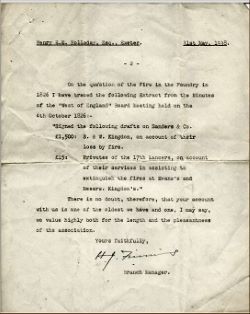 Henry H.E. Holladay, Esq., Exeter. 31st May, 1938.
- 2 -
On the question of the Fire in the Foundry in
1826 I have traced the following Extract from the Minutes
of the "West of England" Board Meeting held on the
4th October 1826:-
"Signed the following drafts on Sanders & Co.
£1,500: S. & W. Kingdon, on account of their
loss by fire.
£15: Privates of the 17th Lancers, on account
of their services in assisting to
extinguish the fires at Evans's and
Messrs. Kingdon's."
There is no doubt, therefore, that your account
with us is one of the oldest we have and one, I may say,
we value highly both for the length and the pleasantness
of the association.
Yours faithfully,
Branch Manager.